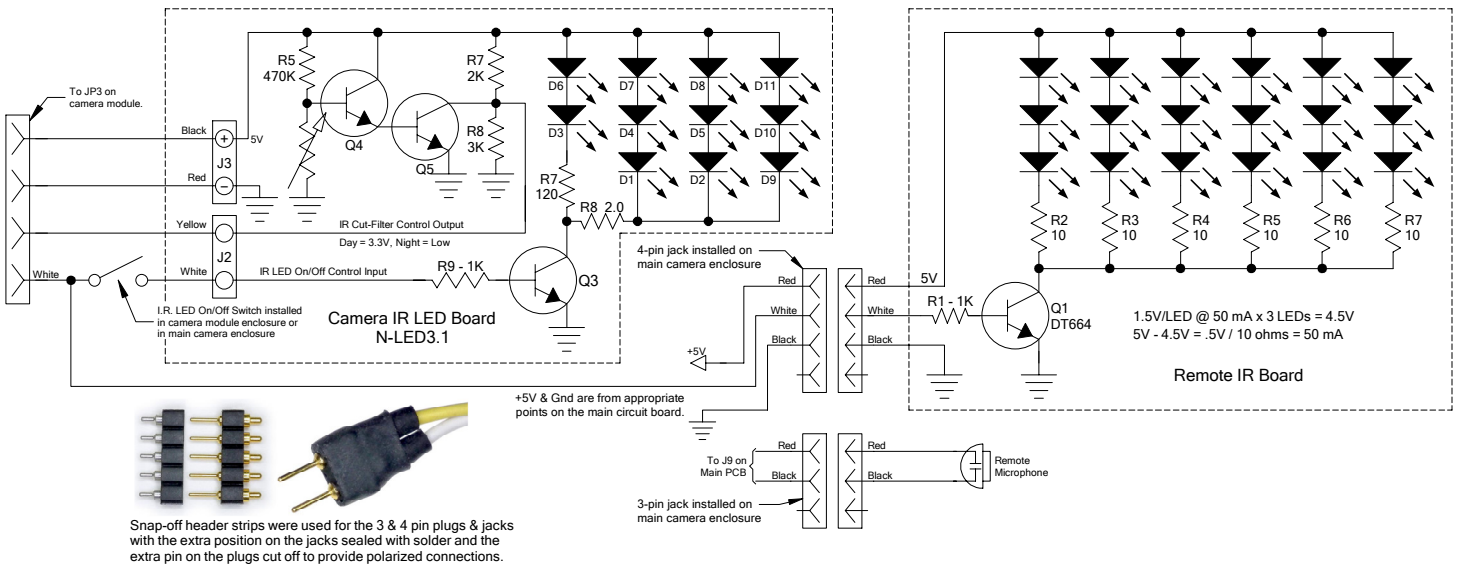 To JP3 on
camera module.
Black
Red
Yellow
White
+
5V
J3
−
J2
White
R5
470K
Q4
Q5
R7
2K
R8
3K
IR Cut-Filter Control Output
Day = 3.3V, Night = Low
IR LED On/Off Control Input
R9 - 1K
Q3
R7
120
R8 2.0
D6
D7
D8
D11
D3
D4
D5
D10
D1
D2
D9
I.R. LED On/Off Switch installed
in camera module enclosure or
in main camera enclosure
Camera IR LED Board
N-LED3.1
4-pin jack installed on
main camera enclosure
Red
White
Black
+5V
+5V & Gnd are from appropriate
points on the main circuit board.
Red
White
Black
5V
R1 - 1K
Q1
DT664
R2
10
R3
10
R4
10
R5
10
R6
10
R7
10
1.5V/LED @ 50 mA x 3 LEDs = 4.5V
5V - 4.5V = .5V / 10 ohms = 50 mA
Remote IR Board
To J9 on
Main PCB
Red
Black
Red
Black
Remote
Microphone
3-pin jack installed on
main camera enclosure
Snap-off header strips were used for the 3 & 4 pin plugs & jacks
with the extra position on the jacks sealed with solder and the
extra pin on the plugs cut off to provide polarized connections.